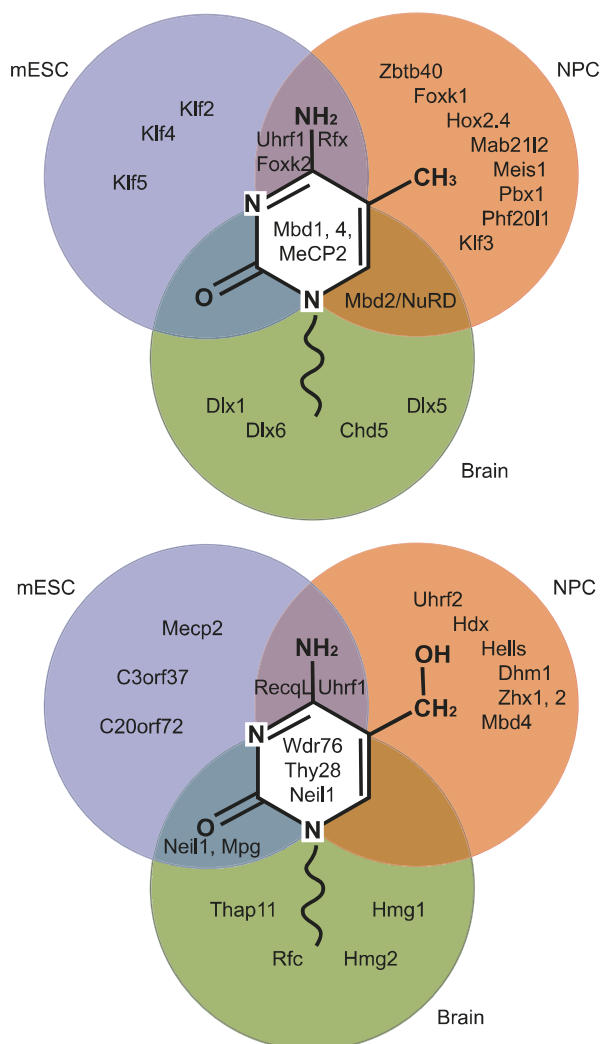 mESC
NPC
Zbtb40
Klf2
Foxk1
NH2
Hox2.4
Klf4
Uhrf1 Rfx
Mab21l2
Foxk2
Meis1
Klf5
CH3
Pbx1
N
Phf20l1
Mbd1, 4,
MeCP2
Klf3
O
N
Mbd2/NuRD
Dlx1
Dlx5
Dlx6
Chd5
Brain
mESC
NPC
Uhrf2
Hdx
Mecp2
NH2
OH
Hells
C3orf37
Dhm1
RecqL Uhrf1
Zhx1, 2
CH2
C20orf72
Mbd4
N
Wdr76
Thy28
Neil1
O
N
Neil1, Mpg
Thap11
Hmg1
Rfc
Hmg2
Brain